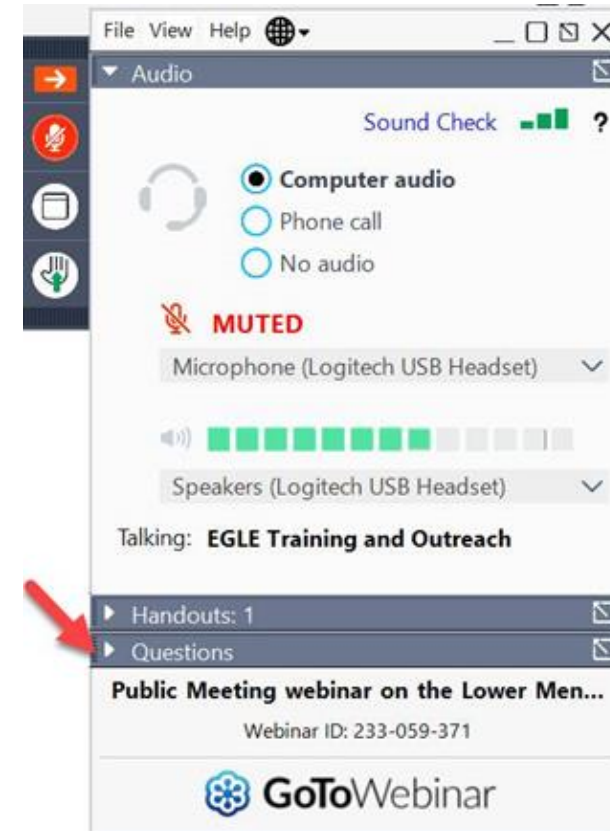 File View Help
Audio
Sound Check ?
Computer audio
Phone call
No audio
MUTED
Microphone (Logitech USB Headset)
Speakers (Logitech USB Headset)
Talking: EGLE Training and Outreach
Handouts: 1
Questions
Public Meeting webinar on the Lower Men...
Webinar ID: 233-059-371
GoToWebinar